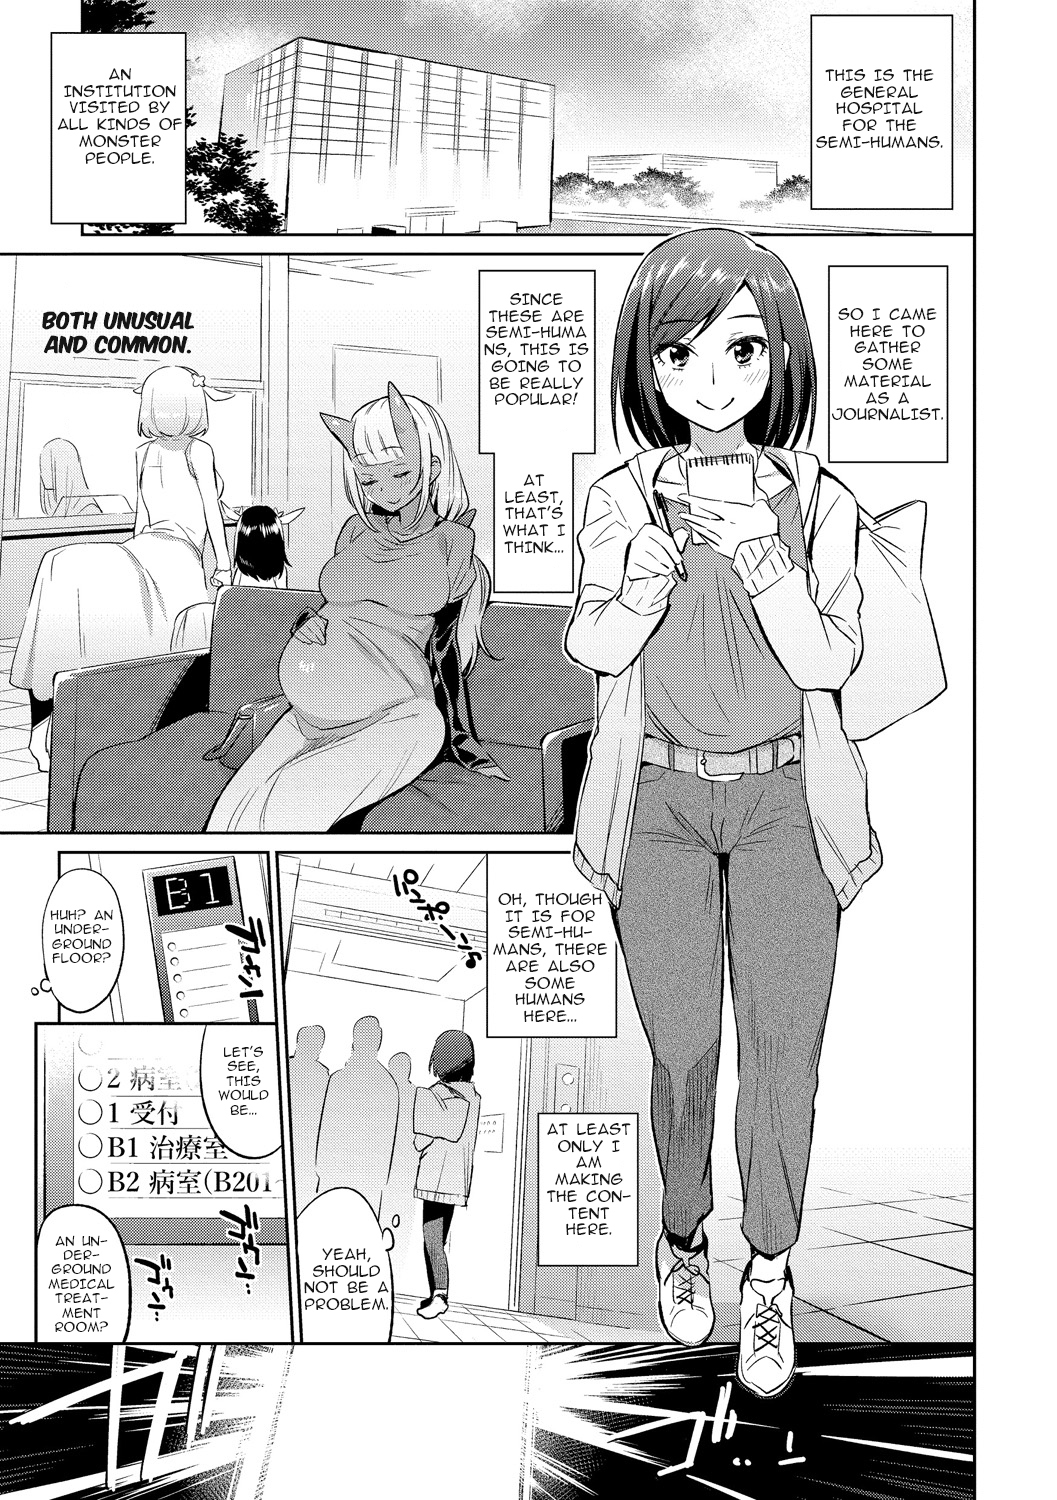 THIS IS THE
GENERAL
HOSPITAL
FOR THE
SEMI-HUMANS.
AN
INSTITUTION
VISITED BY
ALL KINDS OF
MONSTER
PEOPLE.
SO I CAME
HERE TO
GATHER
SOME
MATERIAL
AS A
JOURNALIST.
SINCE
THESE ARE
SEMI-HUMA
NS, THIS IS
GOING TO
BE REALLY
POPULAR!
AT
LEAST,
THAT'S
WHAT I
THINK...
BOTH UNUSUAL
AND COMMON.
OH, THOUGH
IT IS FOR
SEMI-HU-
MANS, THERE
ARE ALSO
SOME
HUMANS
HERE...
AT LEAST
ONLY I
AM
MAKING
THE CON-
TENT
HERE.
ポーン
YEAH,
SHOULD
NOT BE A
PROBLEM.
B1
HUH? AN
UNDER-
GROUND
FLOOR?
LET'S
SEE,
THIS
WOULD
BE...
2 病室
1 受付
B1 治療室
B2 病室(B201~
AN UN-
DER-
GROUND
MEDICAL
TREAT-
MENT
ROOM?